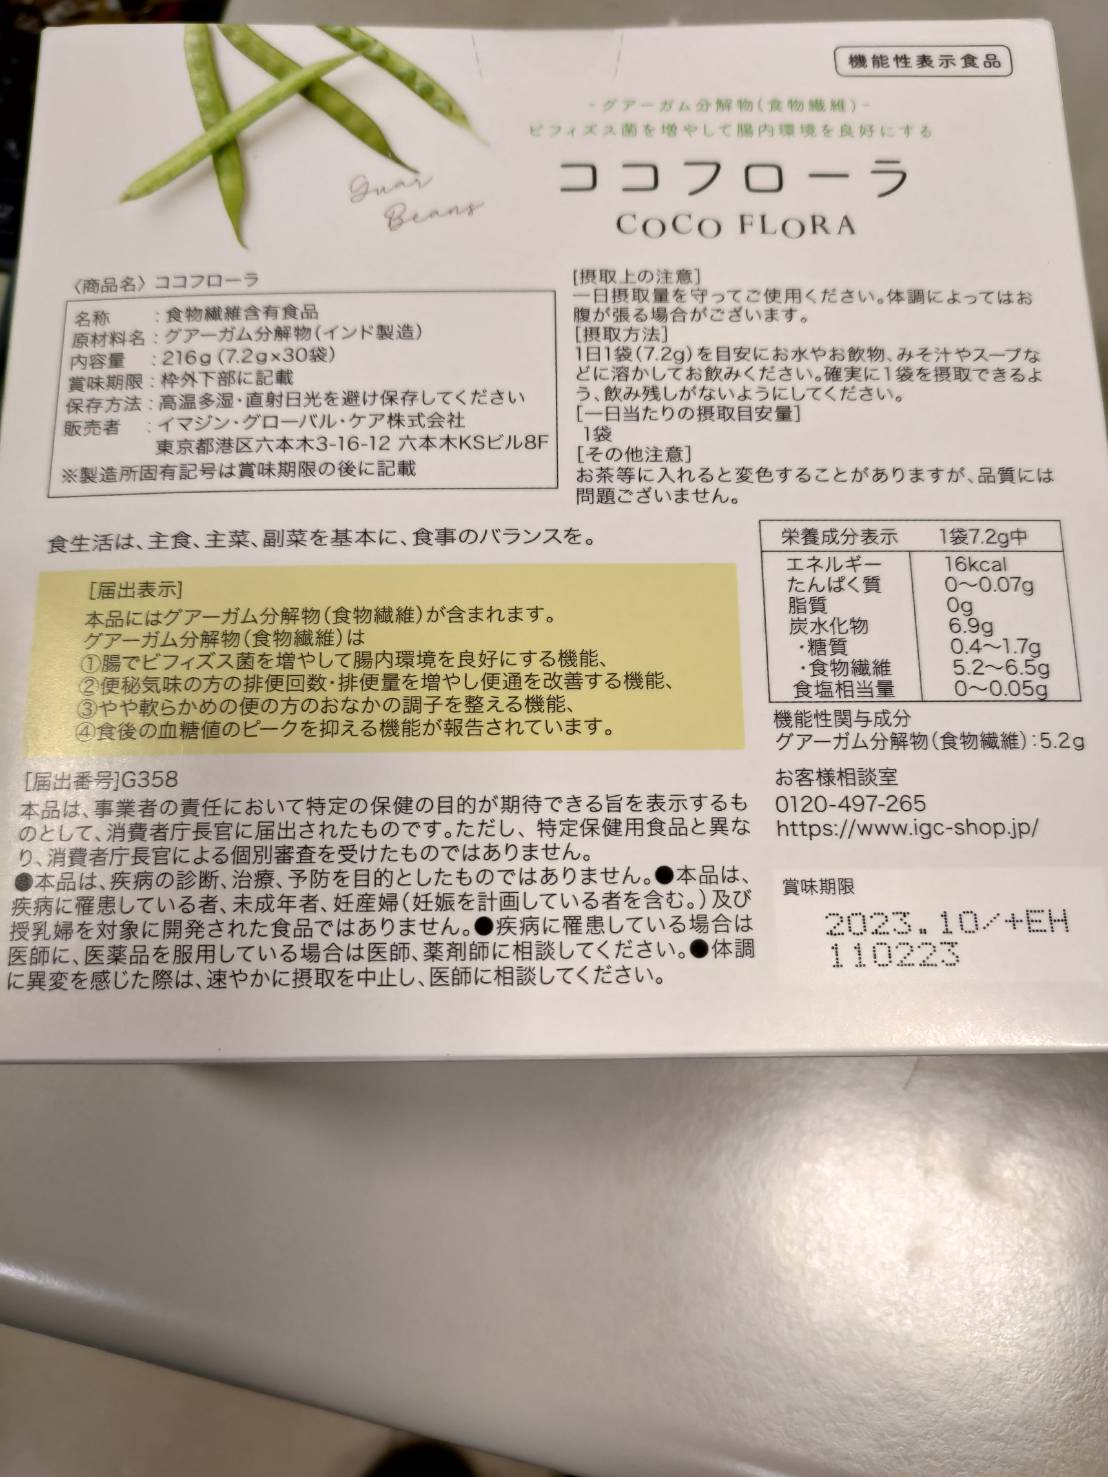 機能性表示食品
-グアーガム分解物(食物繊維)-
ビフィズス菌を増やして腸内環境を良好にする
ココフローラ
COCO FLORA
Guar
Beans
〈商品名〉ココフローラ
名称 :食物繊維含有食品
原材料名:グアーガム分解物(インド製造)
内容量 :216g(7.2g×30袋)
賞味期限:枠外下部に記載
保存方法:高温多湿・直射日光を避け保存してください
販売者 :イマジン・グローバル・ケア株式会社
東京都港区六本木3-16-12 六本木KSビル8F
※製造所固有記号は賞味期限の後に記載
[摂取上の注意]
一日摂取量を守ってご使用ください。体調によってはお
腹が張る場合がございます。
[摂取方法]
1日1袋(7.2g)を目安にお水やお飲物、みそ汁やスープな
どに溶かしてお飲みください。確実に1袋を摂取できるよ
う、飲み残しがないようにしてください。
[一日当たりの摂取目安量]
1袋
[その他注意]
お茶等に入れると変色することがありますが、品質には
問題ございません。
食生活は、主食、主菜、副菜を基本に、食事のバランスを。
[届出表示]
本品にはグアーガム分解物(食物繊維)が含まれます。
グアーガム分解物(食物繊維)は
①腸でビフィズス菌を増やして腸内環境を良好にする機能、
②便秘気味の方の排便回数・排便量を増やし便通を改善する機能、
③やや軟らかめの便の方のおなかの調子を整える機能、
④食後の血糖値のピークを抑える機能が報告されています。
栄養成分表示 1袋7.2g中
エネルギー 16kcal
たんぱく質 0〜0.07g
脂質 0g
炭水化物 6.9g
・糖質 0.4〜1.7g
・食物繊維 5.2〜6.5g
食塩相当量 0〜0.05g
機能性関与成分
グアーガム分解物(食物繊維):5.2g
[届出番号]G358
本品は、事業者の責任において特定の保健の目的が期待できる旨を表示するも
のとして、消費者庁長官に届出されたものです。ただし、特定保健用食品と異な
り、消費者庁長官による個別審査を受けたものではありません。
●本品は、疾病の診断、治療、予防を目的としたものではありません。●本品は、
疾病に罹患している者、未成年者、妊産婦(妊娠を計画している者を含む。)及び
授乳婦を対象に開発された食品ではありません。●疾病に罹患している場合は
医師に、医薬品を服用している場合は医師、薬剤師に相談してください。●体調
に異変を感じた際は、速やかに摂取を中止し、医師に相談してください。
お客様相談室
0120-497-265
https://www.igc-shop.jp/
賞味期限
2023.10/+EH
110223